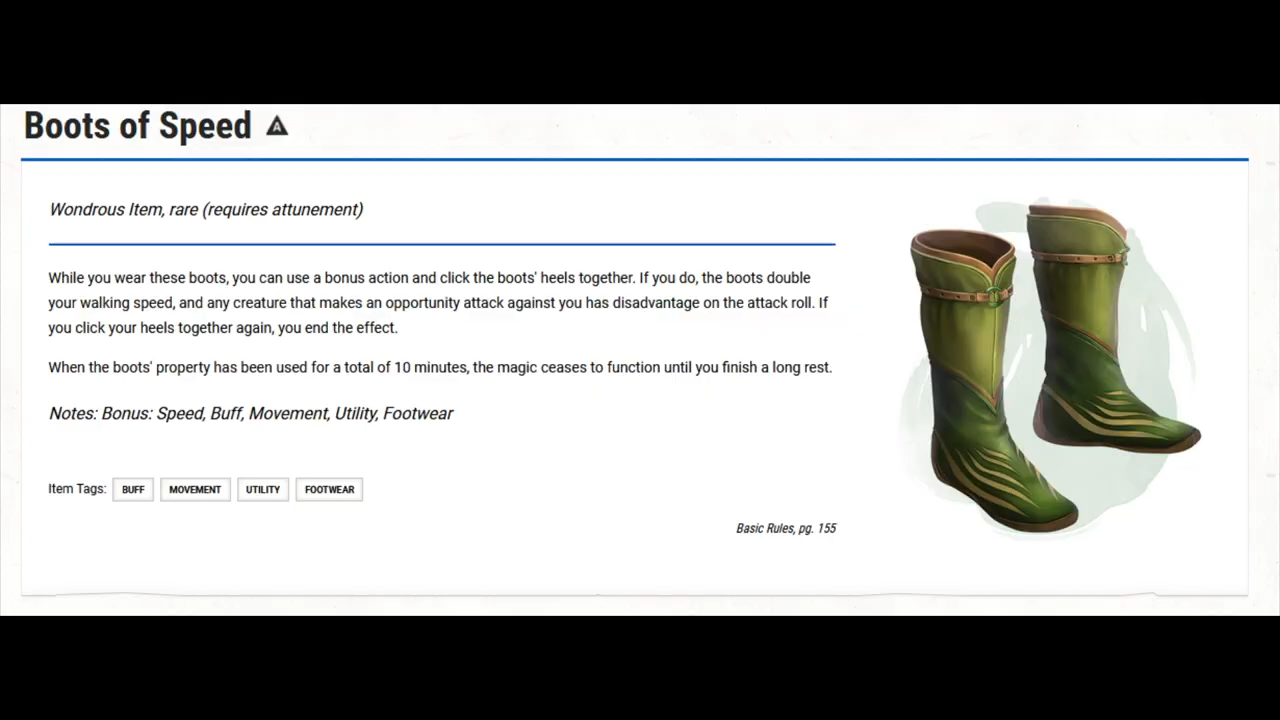 Boots of Speed A
Wondrous Item, rare (requires attunement)
While you wear these boots, you can use a bonus action and click the boots' heels together. If you do, the boots double
your walking speed, and any creature that makes an opportunity attack against you has disadvantage on the attack roll. If
you click your heels together again, you end the effect.
When the boots' property has been used for a total of 10 minutes, the magic ceases to function until you finish a long rest.
Notes: Bonus: Speed, Buff, Movement, Utility, Footwear
Item Tags: BUFF MOVEMENT UTILITY FOOTWEAR
Basic Rules, pg. 155